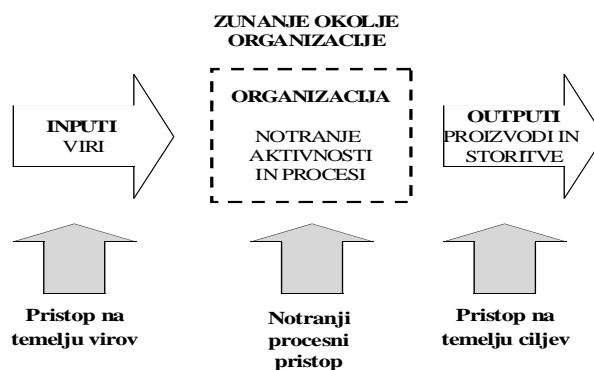 ZUNANJE OKOLJE
ORGANIZACIJE
INPUTI
VIRI
ORGANIZACIJA
NOTRANJE
AKTIVNOSTI
IN PROCESI
OUTPUTI
PROIZVODI IN
STORITVE
Pristop na
temelju virov
Notranji
procesni
pristop
Pristop na
temelju ciljev